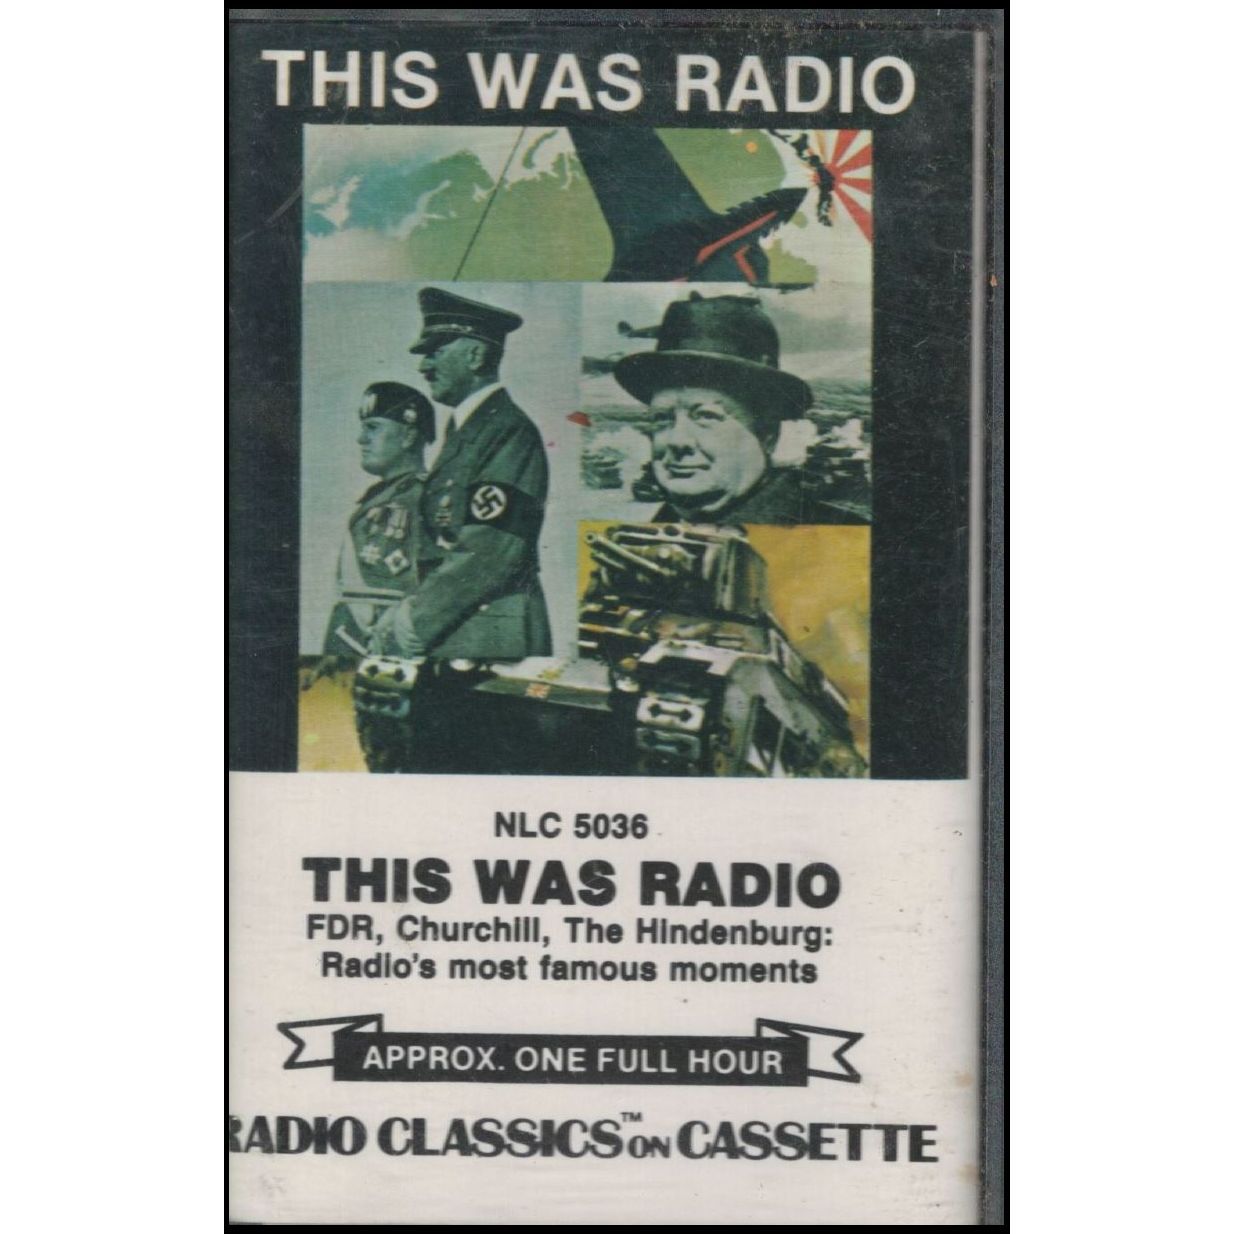 THIS WAS RADIO
NLC 5036
THIS WAS RADIO
FDR, Churchill, The Hindenburg:
Radio's most famous moments
APPROX. ONE FULL HOUR
RADIO CLASSICS™ ON CASSETTE